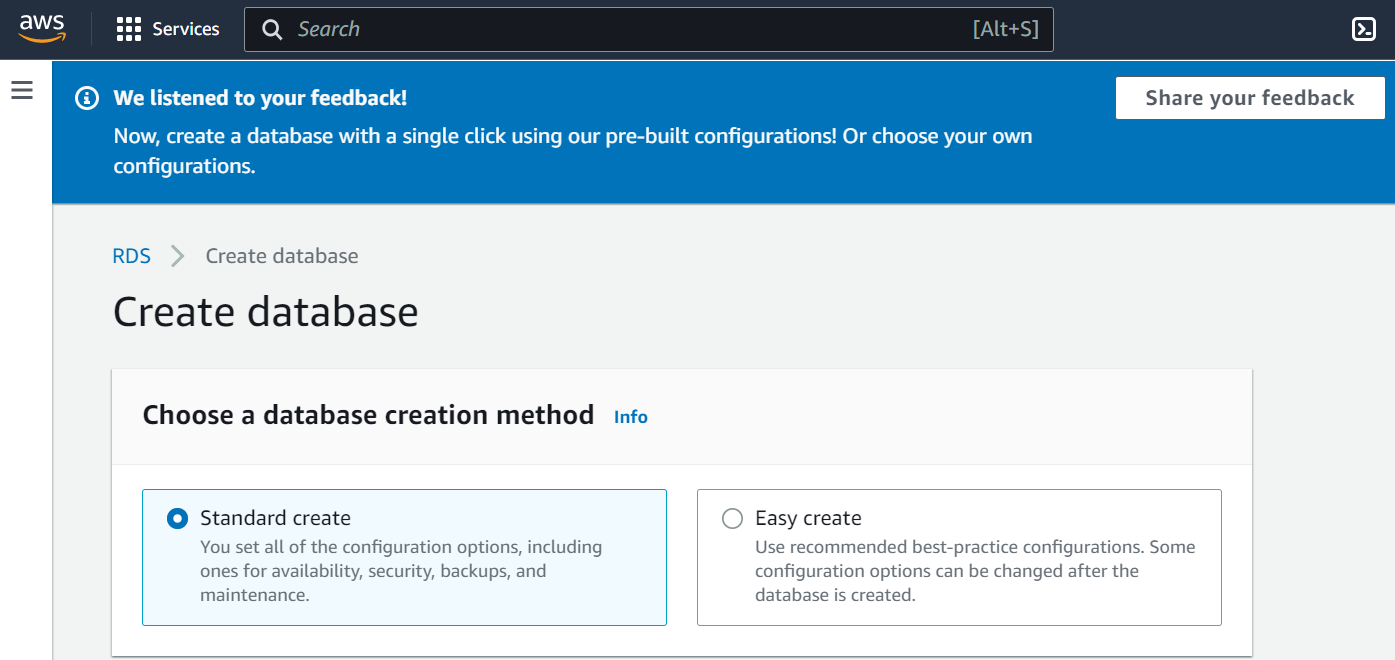 aws
Services
Search
[Alt+S]
We listened to your feedback!
Share your feedback
Now, create a database with a single click using our pre-built configurations! Or choose your own
configurations.
RDS
Create database
Create database
Choose a database creation method
Info
Standard create
You set all of the configuration options, including
ones for availability, security, backups, and
maintenance.
Easy create
Use recommended best-practice configurations. Some
configuration options can be changed after the
database is created.